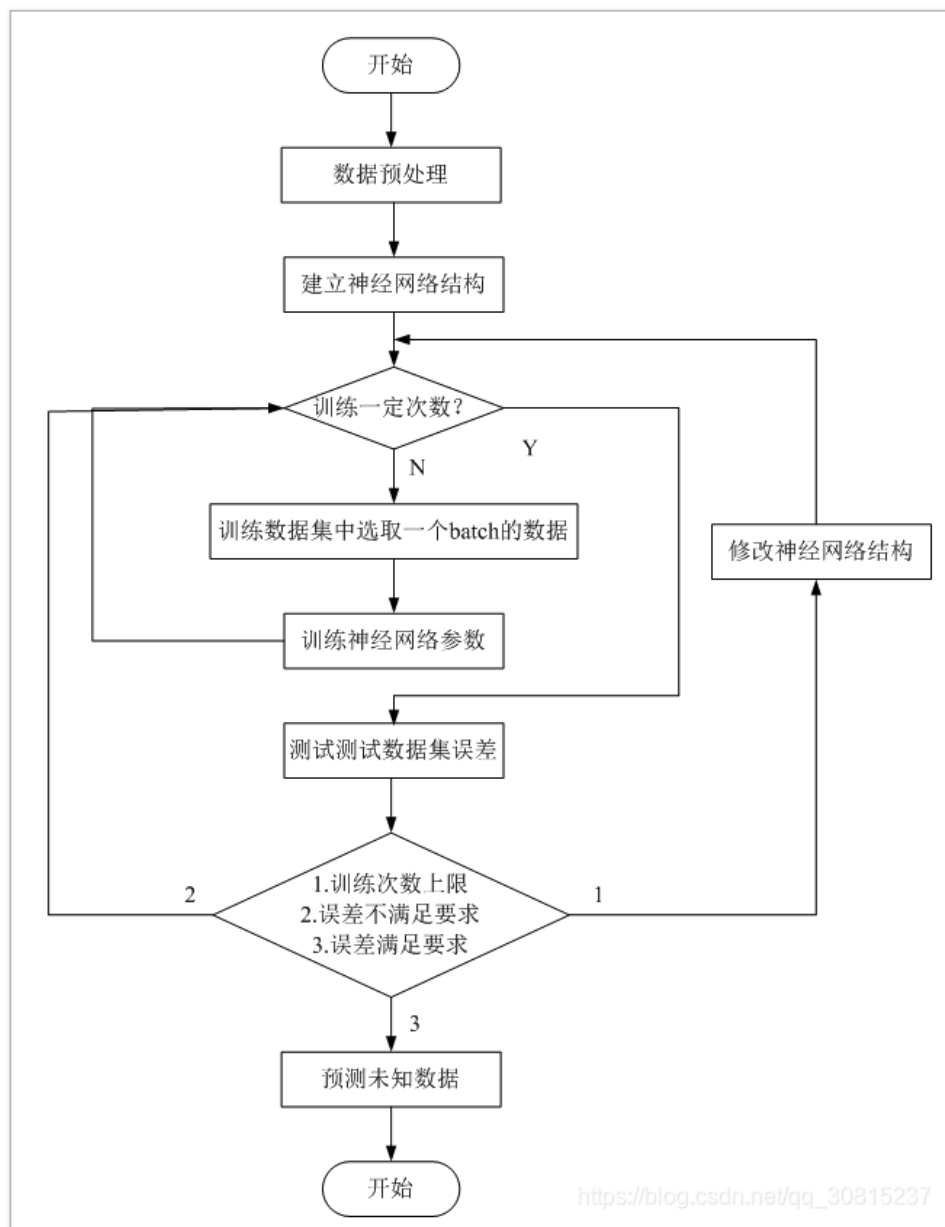 开始
数据预处理
建立神经网络结构
训练一定次数？
Y
N
训练数据集中选取一个batch的数据
修改神经网络结构
训练神经网络参数
测试测试数据集误差
2
1.训练次数上限
2.误差不满足要求
3.误差满足要求
1
3
预测未知数据
开始
https://blog.csdn.net/qq_30815237